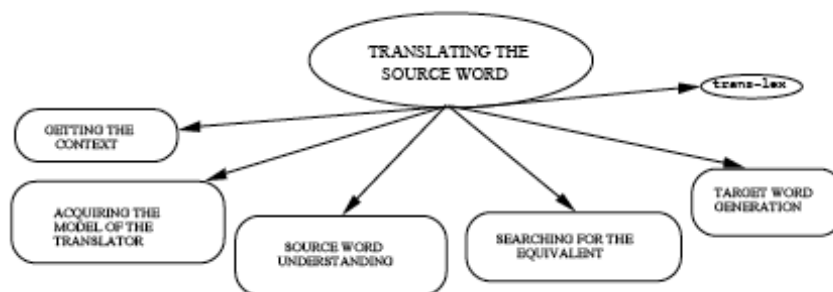 TRANSLATING THE
SOURCE WORD
trans-lex
GETTING THE
CONTEXT
ACQUIRING THE
MODEL OF THE
TRANSLATOR
SOURCE WORD
UNDERSTANDING
SEARCHING FOR THE
EQUIVALENT
TARGET WORD
GENERATION